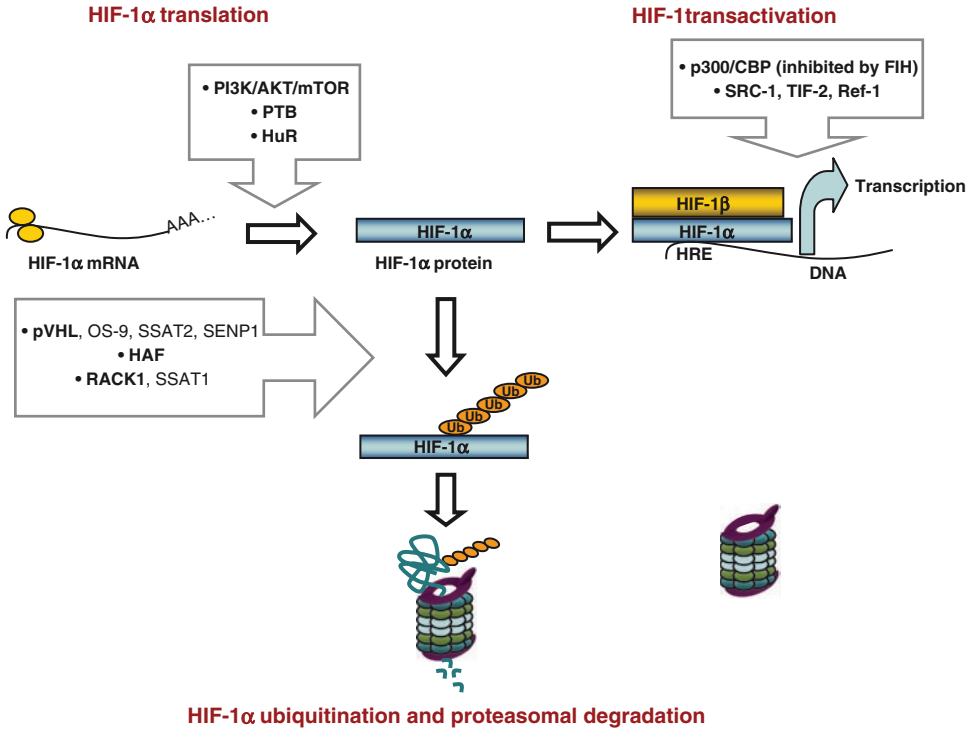 HIF-1α translation
HIF-1transactivation
• PI3K/AKT/mTOR
• PTB
• HuR
• p300/CBP (inhibited by FIH)
• SRC-1, TIF-2, Ref-1
AAA...
HIF-1α mRNA
HIF-1α
HIF-1α protein
HIF-1β
HIF-1α
HRE
DNA
Transcription
• pVHL, OS-9, SSAT2, SENP1
• HAF
• RACK1, SSAT1
Ub
Ub
Ub
Ub
Ub
HIF-1α
HIF-1α ubiquitination and proteasomal degradation